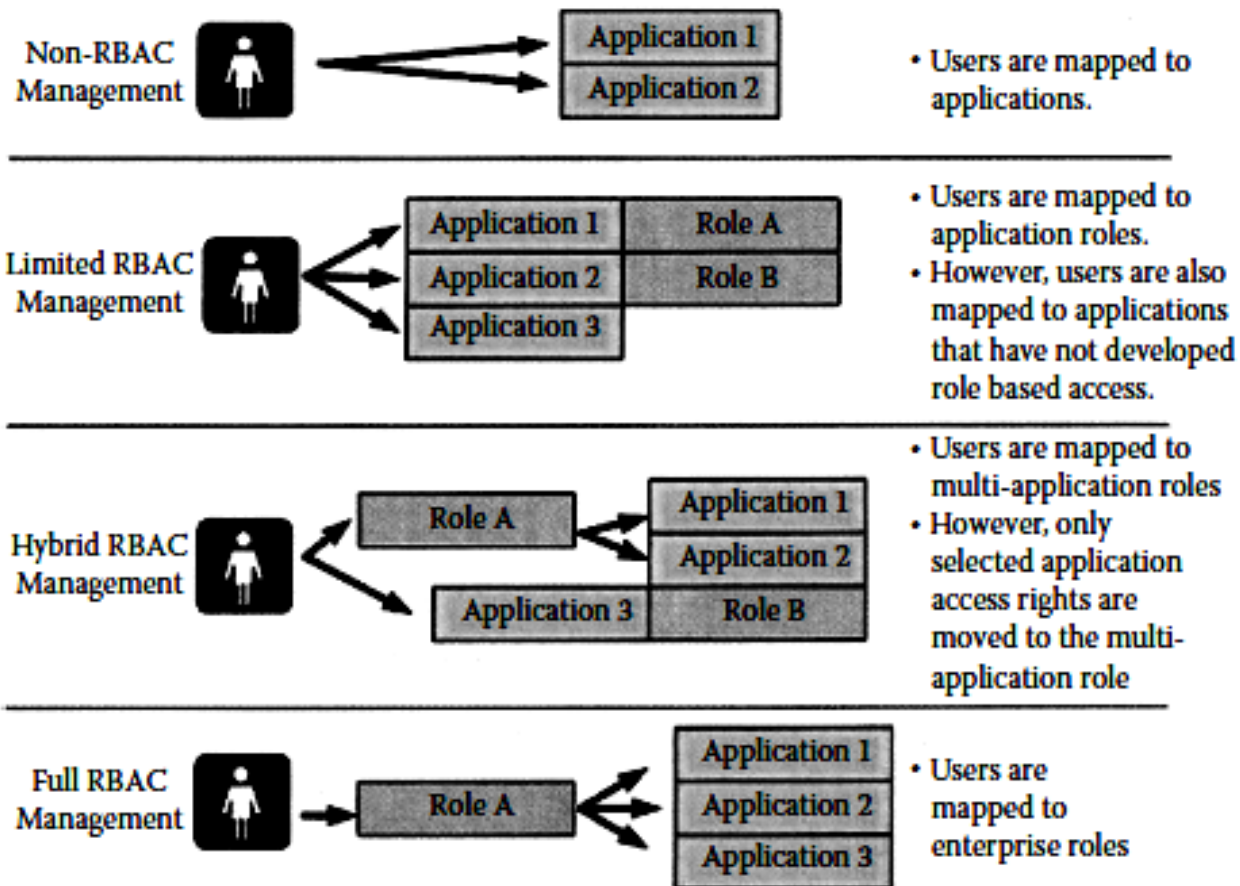 Non-RBAC
Management
Application 1
Application 2
• Users are mapped to
applications.
Limited RBAC
Management
Application 1
Role A
Application 2
Role B
Application 3
• Users are mapped to
application roles.
• However, users are also
mapped to applications
that have not developed
role based access.
Hybrid RBAC
Management
Role A
Application 1
Application 2
Application 3
Role B
• Users are mapped to
multi-application roles
• However, only
selected application
access rights are
moved to the multi-
application role
Full RBAC
Management
Role A
Application 1
Application 2
Application 3
• Users are
mapped to
enterprise roles